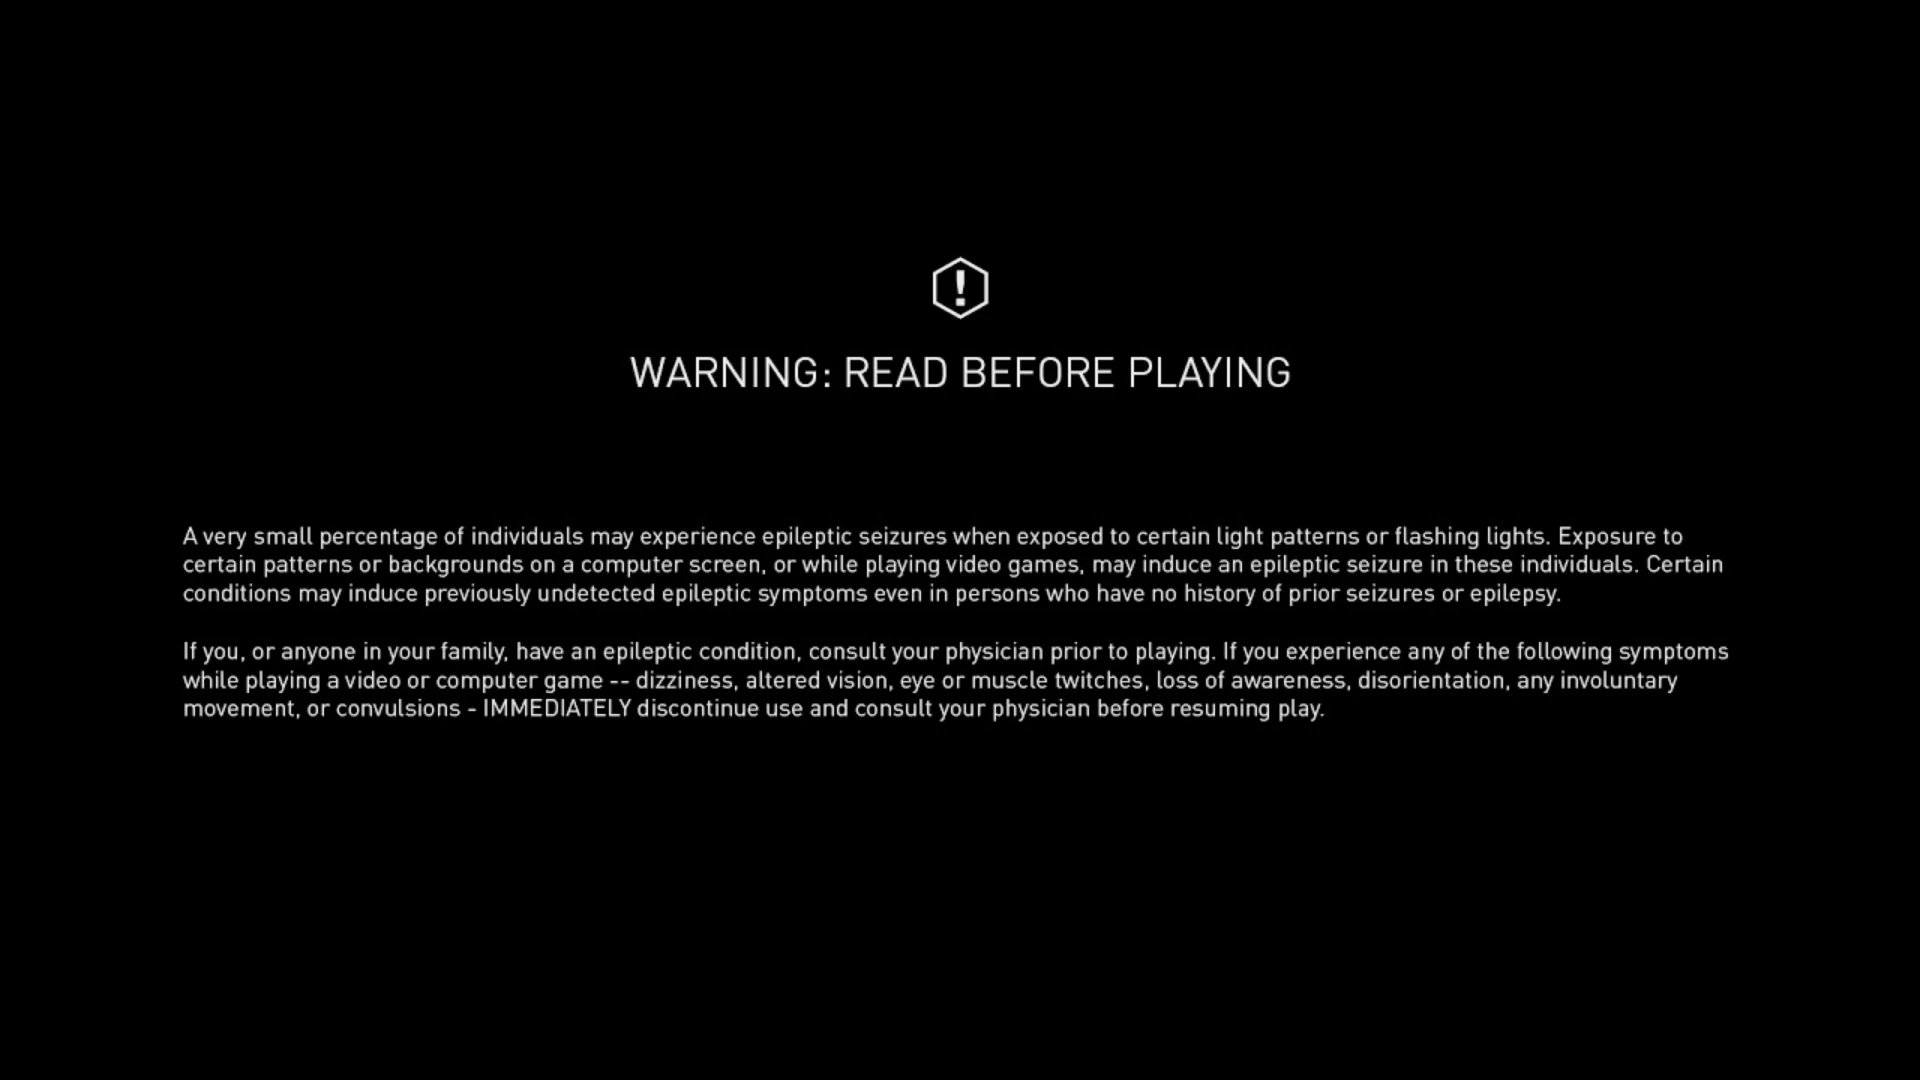 !
WARNING: READ BEFORE PLAYING
A very small percentage of individuals may experience epileptic seizures when exposed to certain light patterns or flashing lights. Exposure to
certain patterns or backgrounds on a computer screen, or while playing video games, may induce an epileptic seizure in these individuals. Certain
conditions may induce previously undetected epileptic symptoms even in persons who have no history of prior seizures or epilepsy.
If you, or anyone in your family, have an epileptic condition, consult your physician prior to playing. If you experience any of the following symptoms
while playing a video or computer game -- dizziness, altered vision, eye or muscle twitches, loss of awareness, disorientation, any involuntary
movement, or convulsions - IMMEDIATELY discontinue use and consult your physician before resuming play.